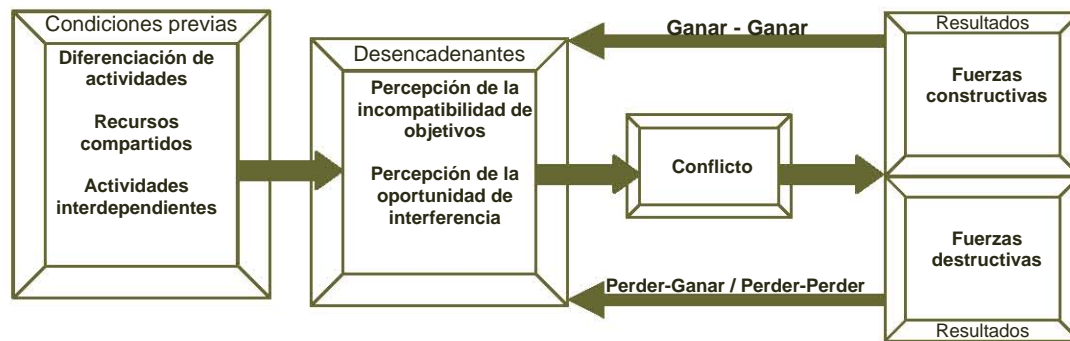 Condiciones previas
Diferenciación de
actividades
Recursos
compartidos
Actividades
interdependientes
Desencadenantes
Percepción de la
incompatibilidad de
objetivos
Percepción de la
oportunidad de
interferencia
Ganar - Ganar
Conflicto
Perder-Ganar / Perder-Perder
Resultados
Fuerzas
constructivas
Fuerzas
destructivas
Resultados